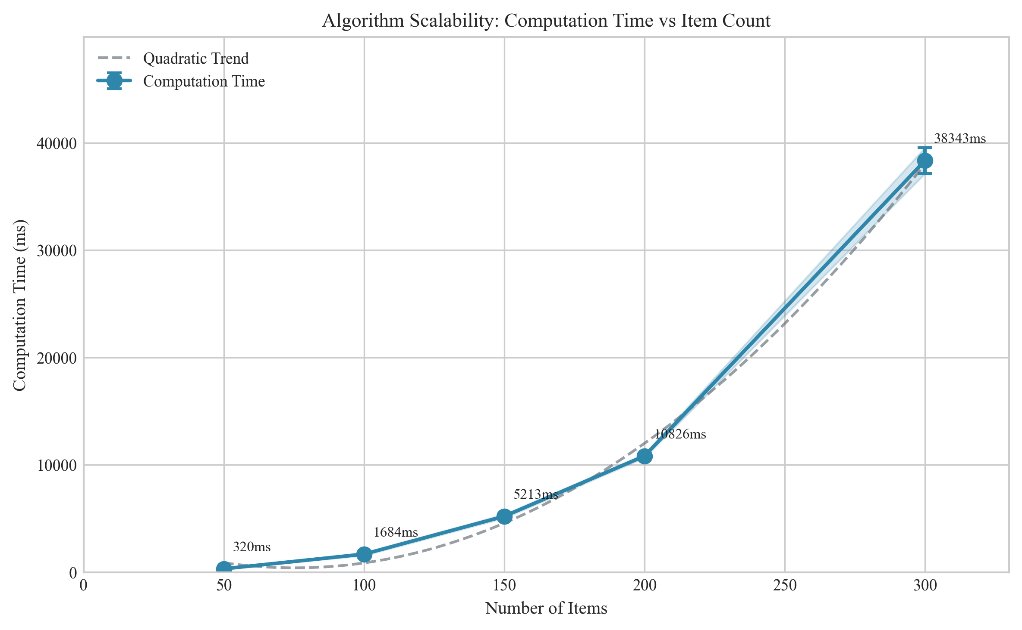 Algorithm Scalability: Computation Time vs Item Count
Quadratic Trend
Computation Time
Computation Time (ms)
40000
30000
20000
10000
0
38343ms
10826ms
5213ms
1684ms
320ms
0 50 100 150 200 250 300
Number of Items